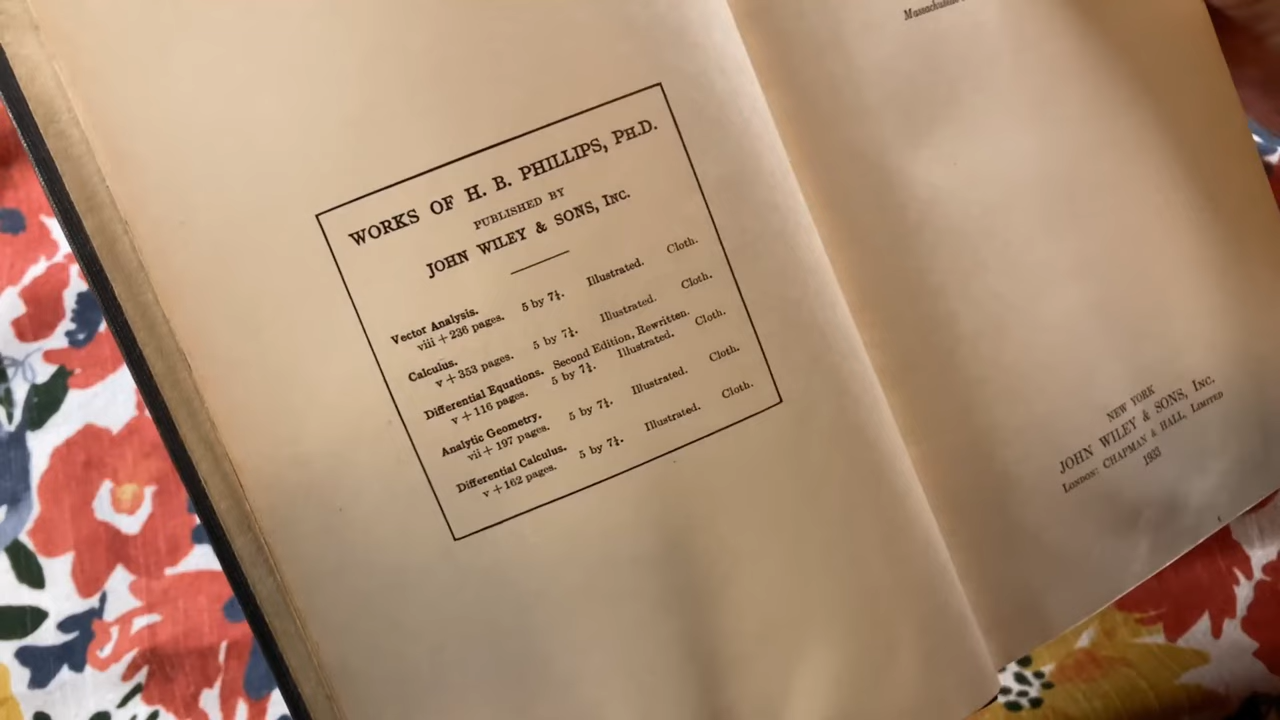 WORKS OF H. B. PHILLIPS, PH.D.
PUBLISHED BY
JOHN WILEY & SONS, INC.
Vector Analysis.
viii + 236 pages. 5 by 7¼. Illustrated. Cloth.
Calculus.
v + 353 pages. 5 by 7¼. Illustrated. Cloth.
Differential Equations. Second Edition, Rewritten.
v + 116 pages. 5 by 7¼. Illustrated. Cloth.
Analytic Geometry.
vii + 197 pages. 5 by 7¼. Illustrated. Cloth.
Differential Calculus.
v + 162 pages. 5 by 7¼. Illustrated. Cloth.
NEW YORK
JOHN WILEY & SONS, INC.
LONDON: CHAPMAN & HALL, LIMITED
1933